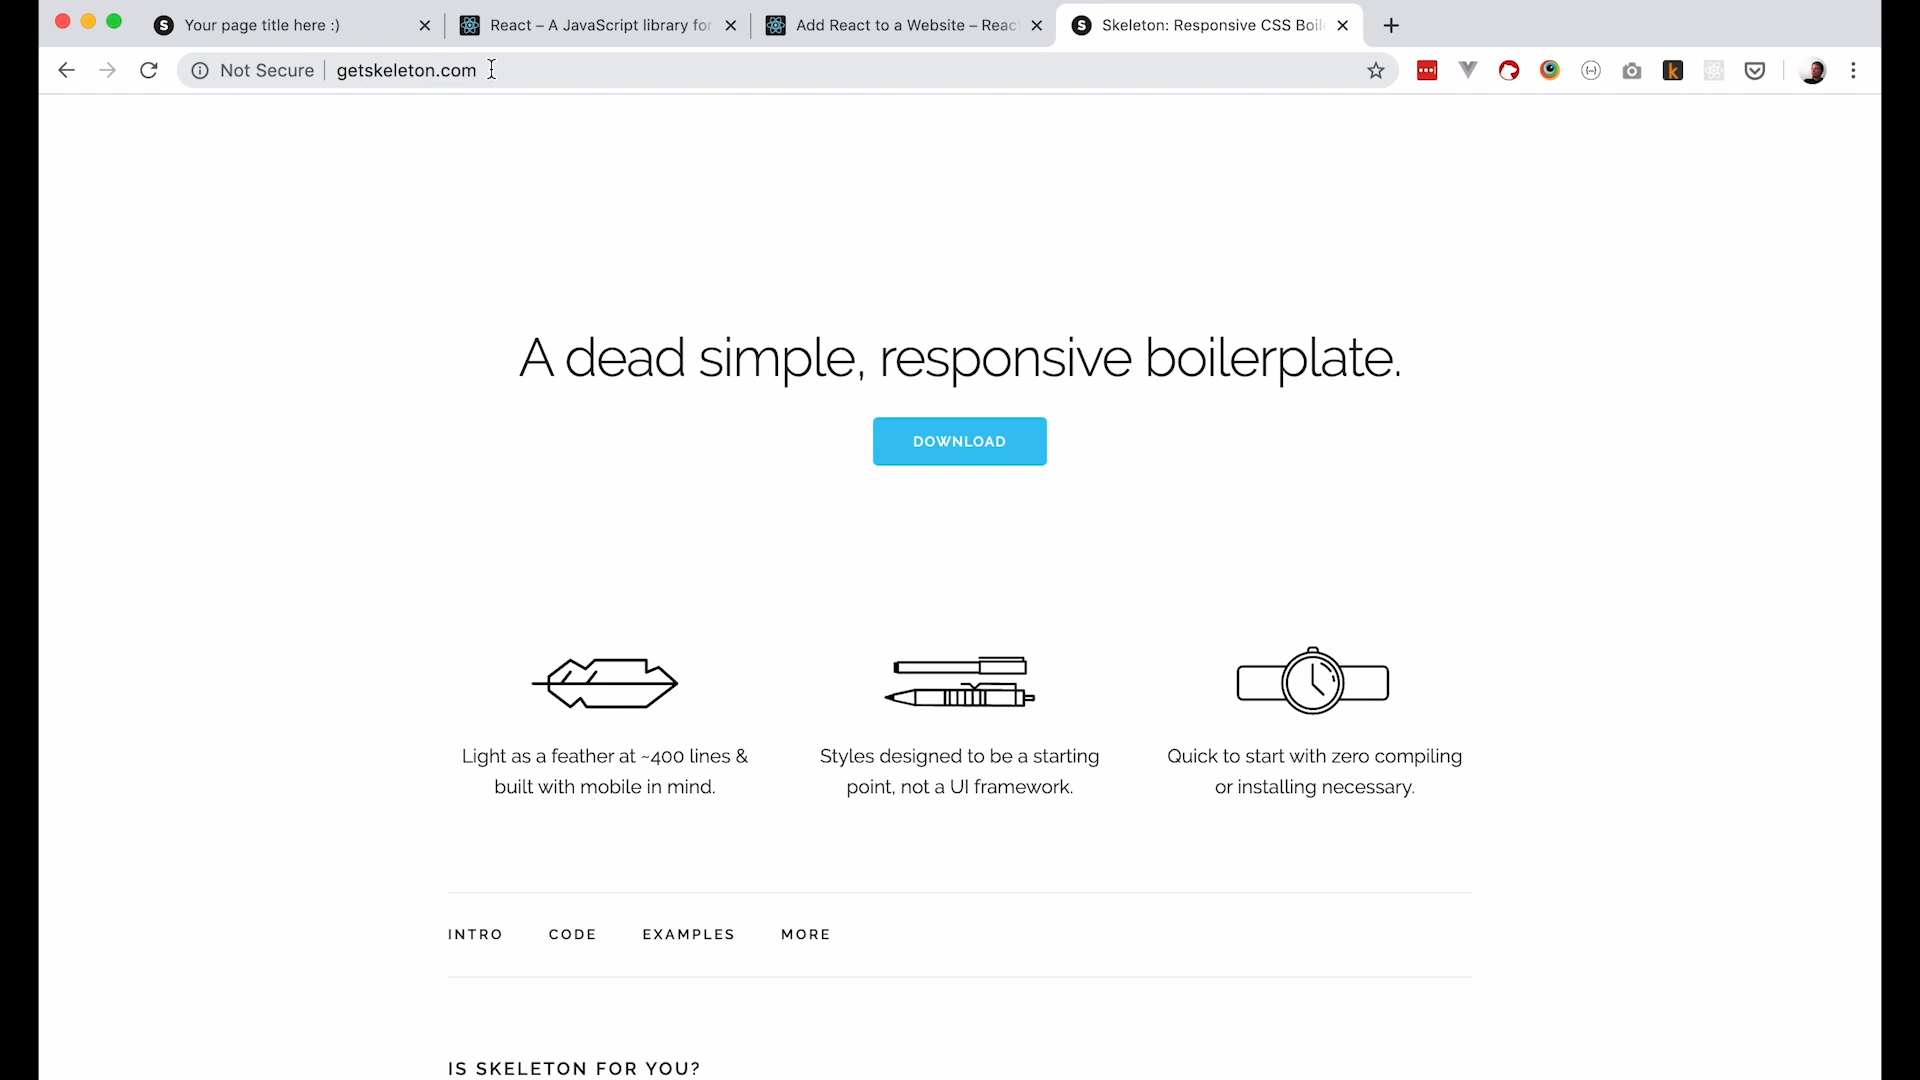 Your page title here :)
React – A JavaScript library for
Add React to a Website – Reac
Skeleton: Responsive CSS Boil
Not Secure
getskeleton.com
A dead simple, responsive boilerplate.
DOWNLOAD
Light as a feather at ~400 lines &
built with mobile in mind.
Styles designed to be a starting
point, not a UI framework.
Quick to start with zero compiling
or installing necessary.
INTRO
CODE
EXAMPLES
MORE
IS SKELETON FOR YOU?